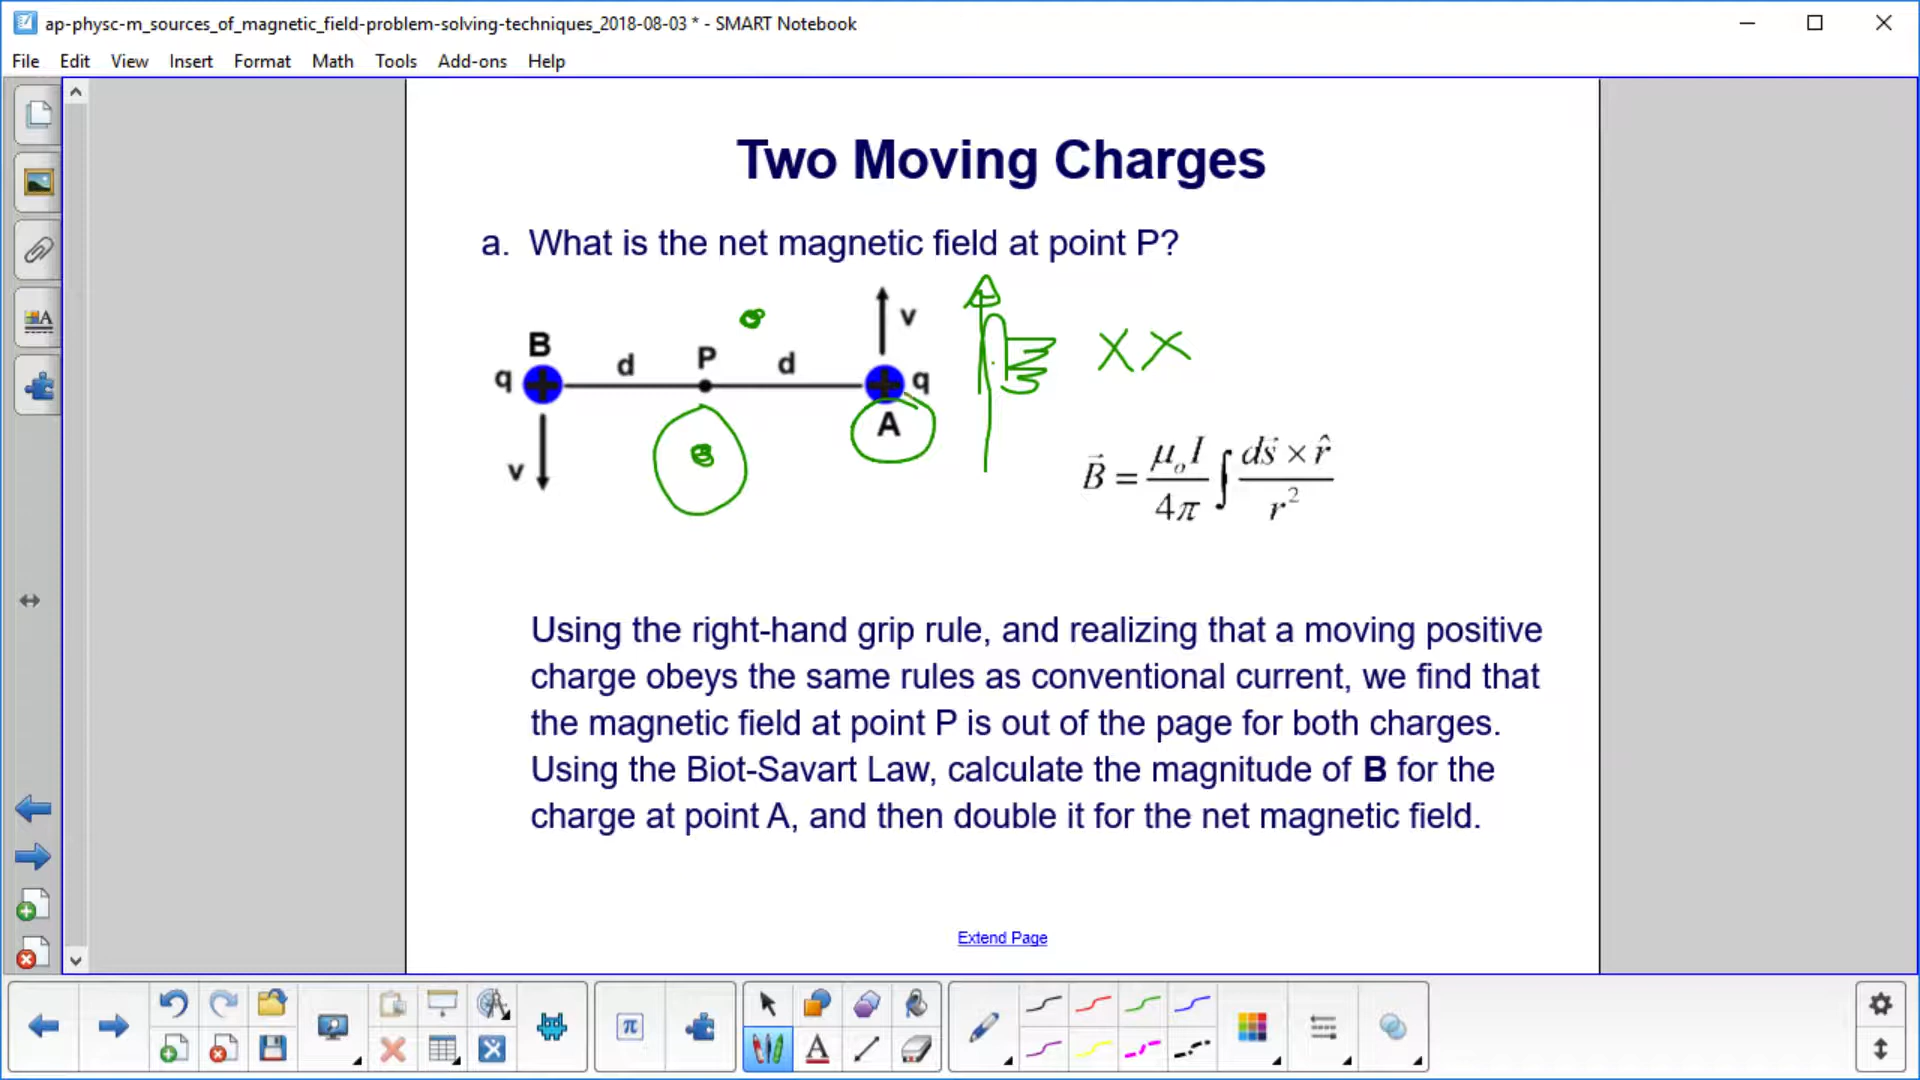 ap-physc-m_sources_of_magnetic_field-problem-solving-techniques_2018-08-03 * - SMART Notebook
File Edit View Insert Format Math Tools Add-ons Help
Two Moving Charges
a. What is the net magnetic field at point P?
v
B
d P d
q q
A
v
X X
B⃗ = μ₀I/4π ∫ ds⃗ × r̂ / r²
Using the right-hand grip rule, and realizing that a moving positive
charge obeys the same rules as conventional current, we find that
the magnetic field at point P is out of the page for both charges.
Using the Biot-Savart Law, calculate the magnitude of B for the
charge at point A, and then double it for the net magnetic field.
Extend Page